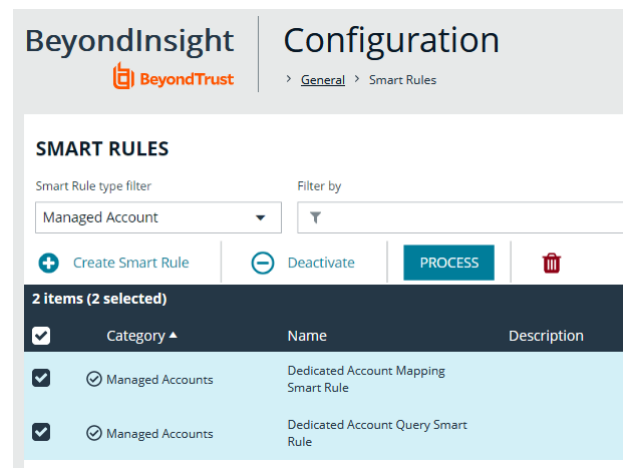 BeyondInsight
BeyondTrust
Configuration
> General > Smart Rules
SMART RULES
Smart Rule type filter
Filter by
Managed Account
Create Smart Rule
Deactivate
PROCESS
2 items (2 selected)
Category
Name
Description
Managed Accounts
Dedicated Account Mapping
Smart Rule
Managed Accounts
Dedicated Account Query Smart
Rule